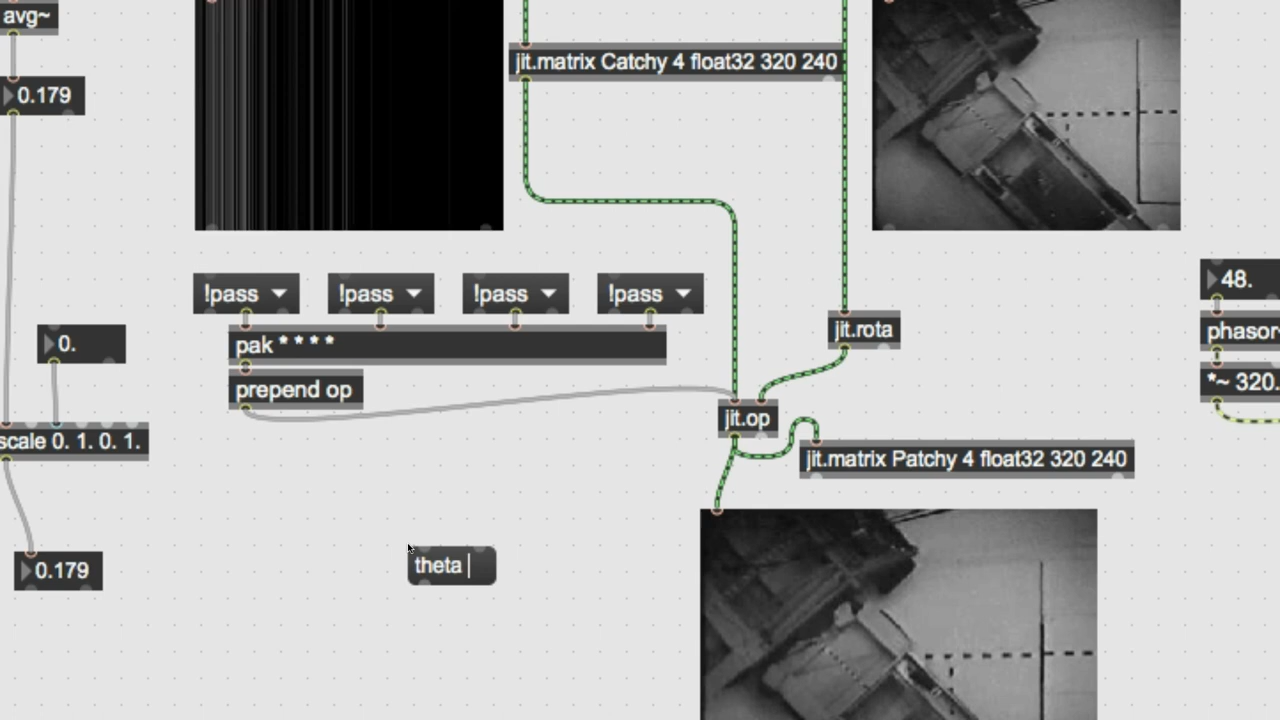 avg~
jit.matrix Catchy 4 float32 320 240
0.179
!pass
!pass
!pass
!pass
48.
jit.rota
phasor
0.
pak * * * *
*~ 320.
prepend op
jit.op
scale 0. 1. 0. 1.
jit.matrix Patchy 4 float32 320 240
theta
0.179